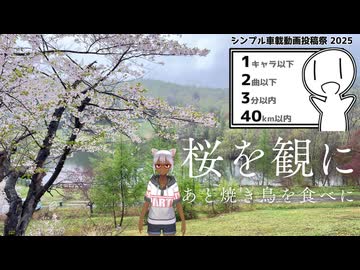 シンプル車載動画投稿祭 2025
1キャラ以下
2曲以下
3分以内
40km以内
桜を観に
あと焼き鳥を食べに